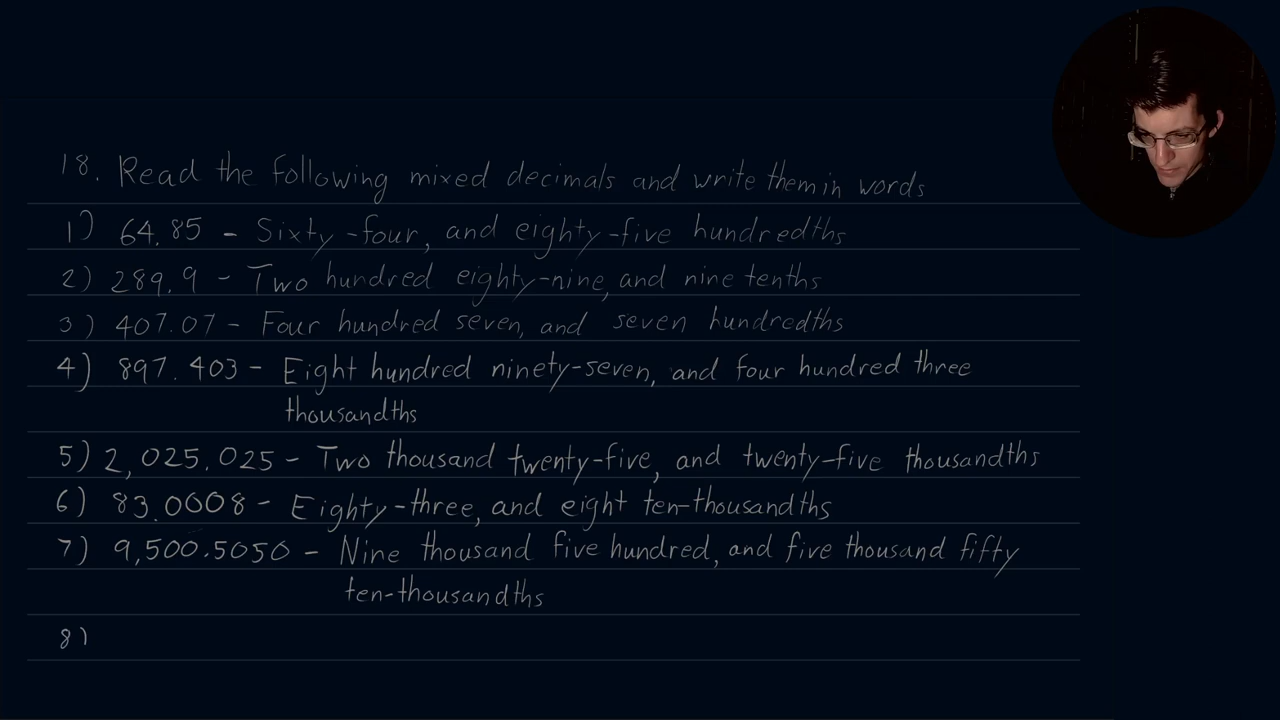 18. Read the following mixed decimals and write them in words
1) 64.85 - Sixty-four, and eighty-five hundredths
2) 289.9 - Two hundred eighty-nine, and nine tenths
3) 407.07 - Four hundred seven, and seven hundredths
4) 897.403 - Eight hundred ninety-seven, and four hundred three
thousandths
5) 2,025.025 - Two thousand twenty-five, and twenty-five thousandths
6) 83.0008 - Eighty-three, and eight ten-thousandths
7) 9,500.5050 - Nine thousand five hundred, and five thousand fifty
ten-thousandths
8)